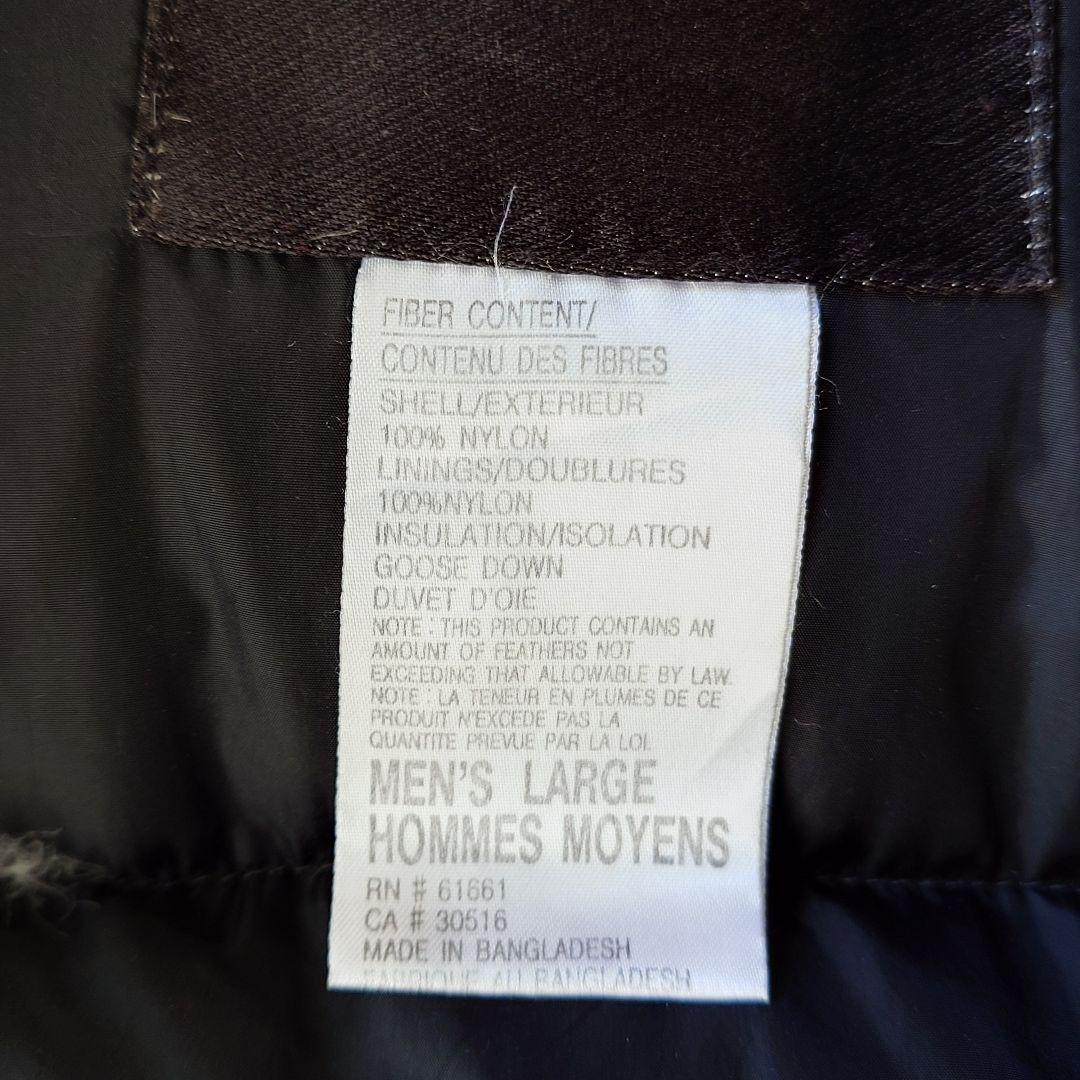 FIBER CONTENT/
CONTENU DES FIBRES
SHELL/EXTERIEUR
100% NYLON
LININGS/DOUBLURES
100%NYLON
INSULATION/ISOLATION
GOOSE DOWN
DUVET D'OIE
NOTE : THIS PRODUCT CONTAINS AN
AMOUNT OF FEATHERS NOT
EXCEEDING THAT ALLOWABLE BY LAW.
NOTE : LA TENEUR EN PLUMES DE CE
PRODUIT N'EXCEDE PAS LA
QUANTITE PREVUE PAR LA LOI.
MEN'S LARGE
HOMMES MOYENS
RN # 61661
CA # 30516
MADE IN BANGLADESH
FABRIQUE AU BANGLADESH